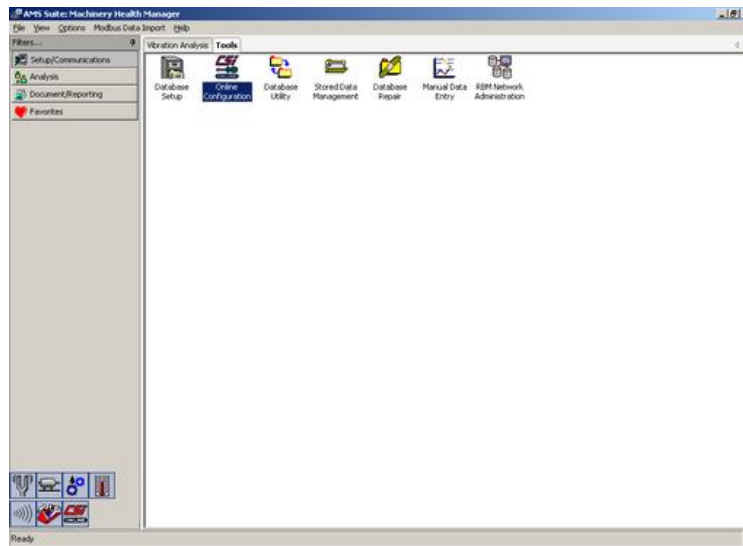 AMS Suite: Machinery Health Manager
File View Options Modbus Data Import Help
Filters...
Setup/Communications
Analysis
Document/Reporting
Favorites
Vibration Analysis Tools
Database Setup
CSI
Online Configuration
Database Utility
Stored Data Management
Database Repair
Manual Data Entry
RBM Network Administration
CSI
Ready